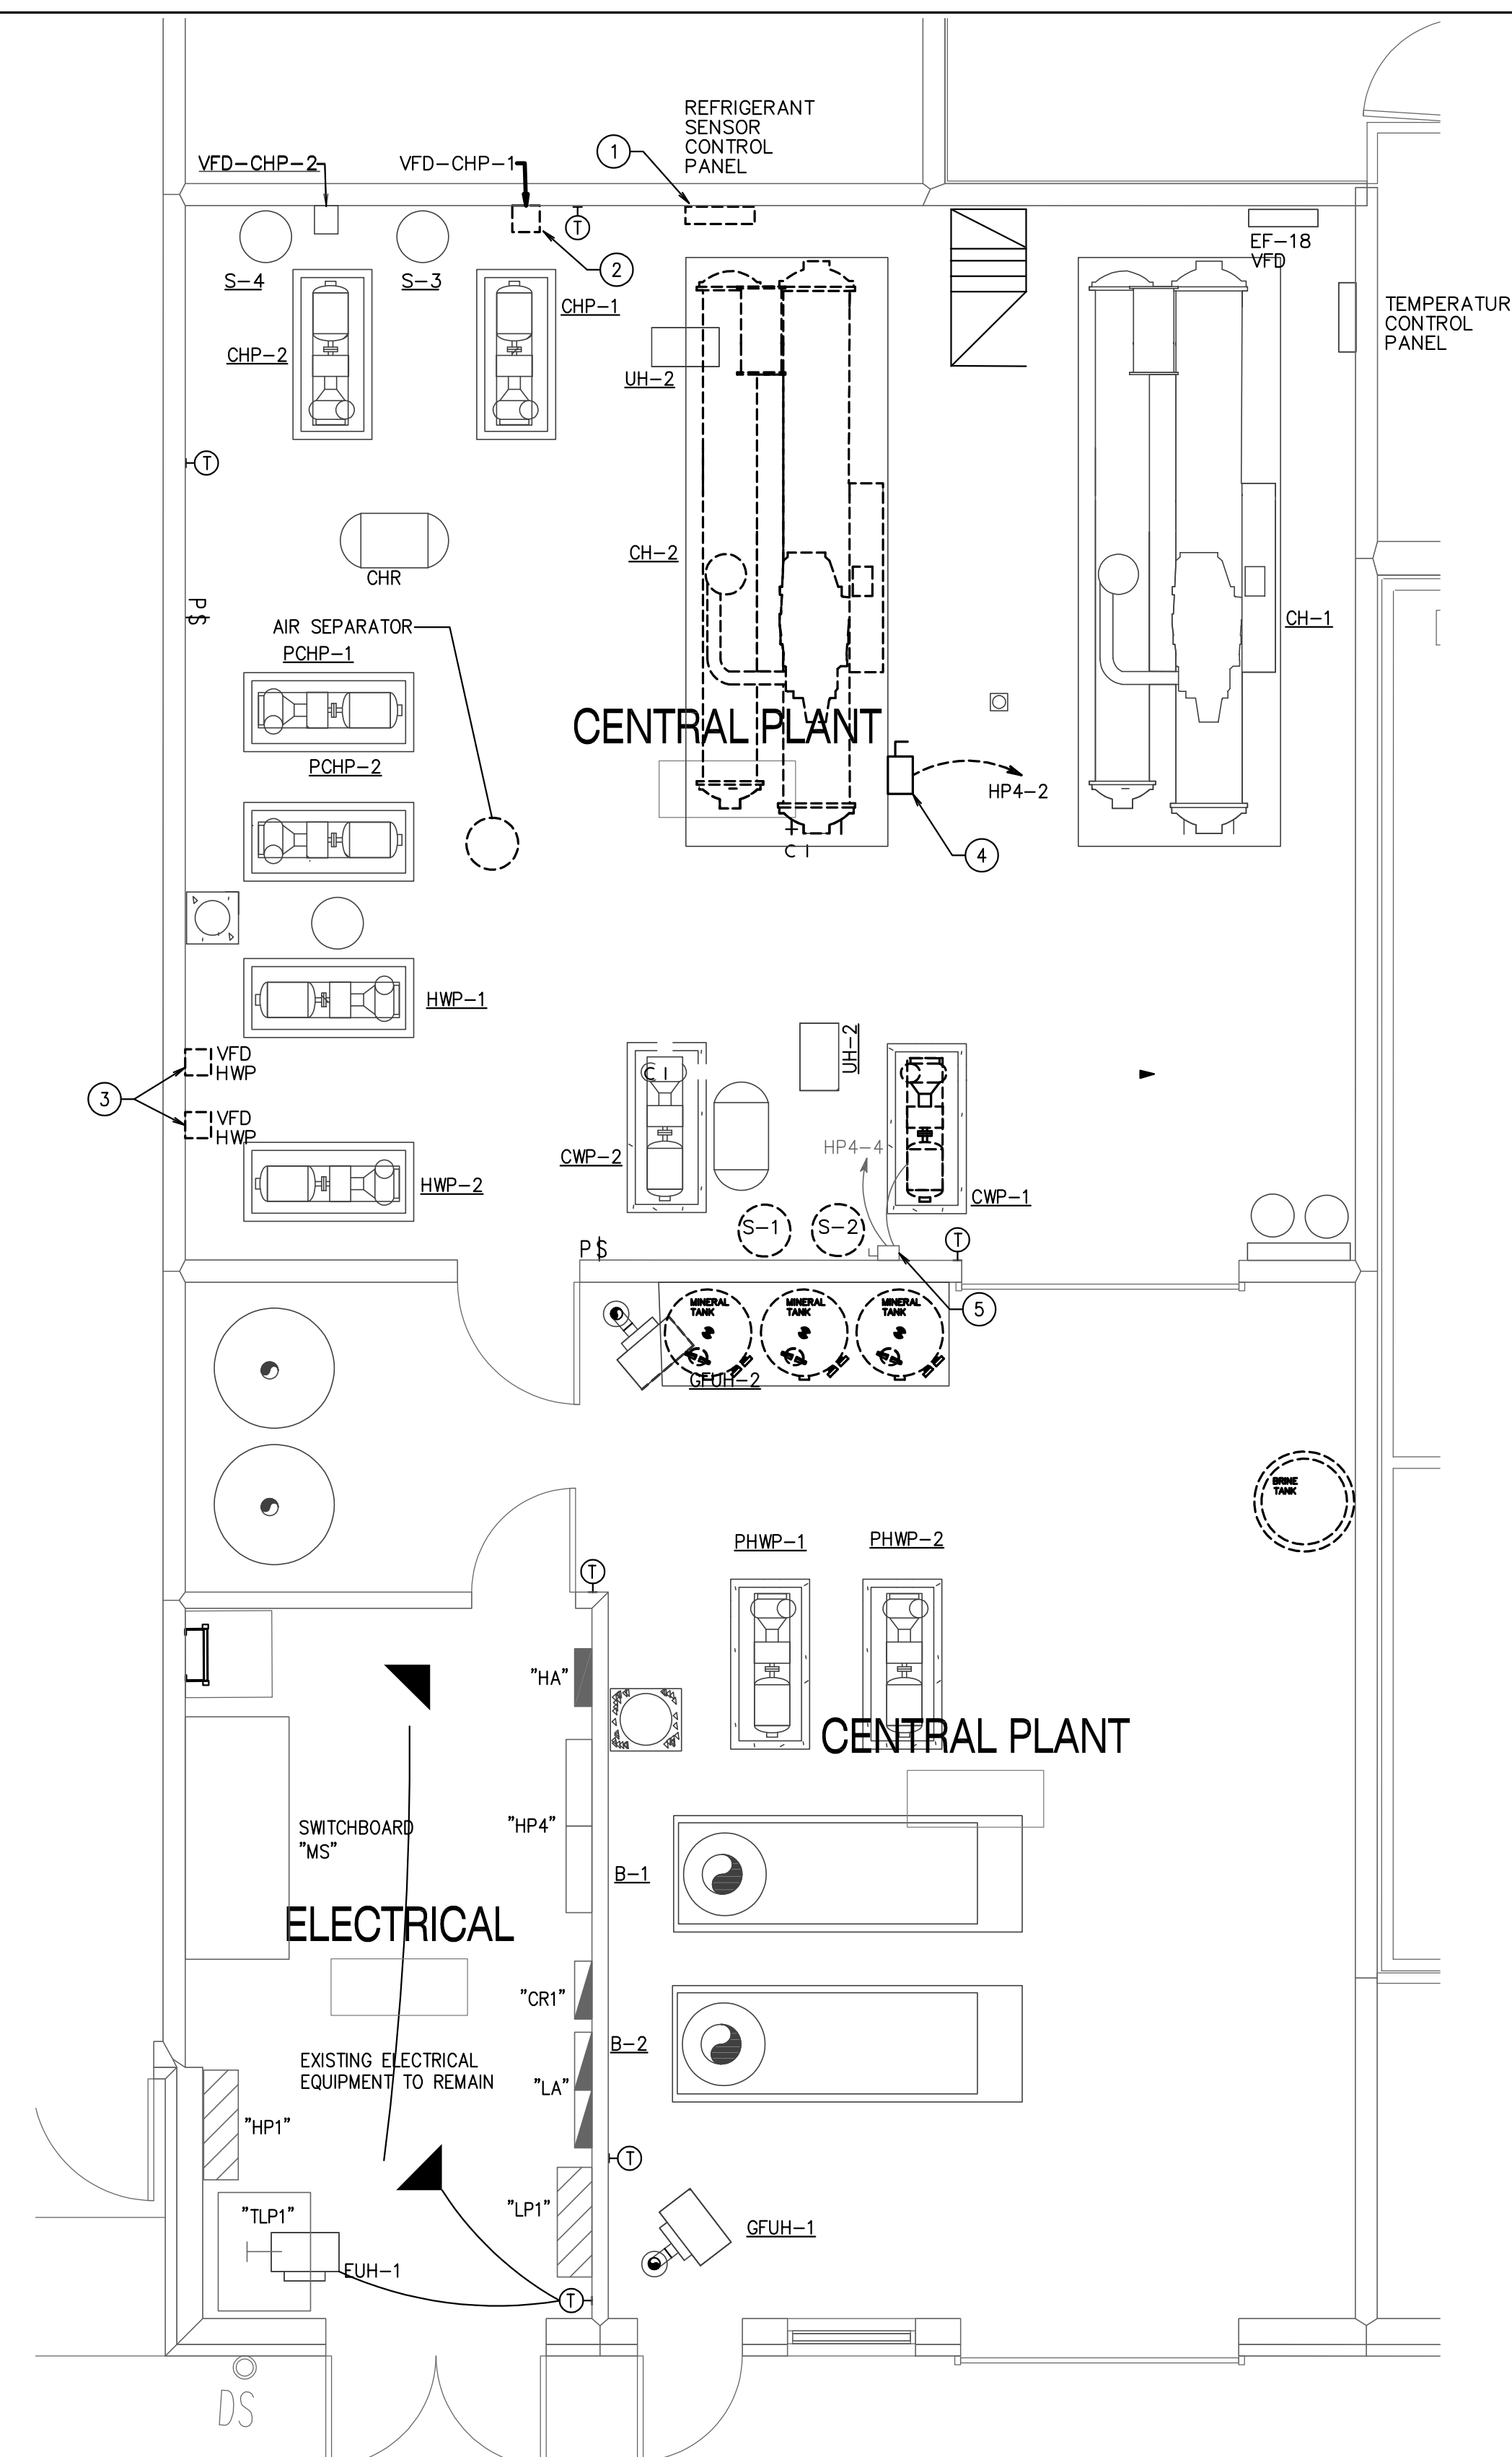 REFRIGERANT
SENSOR
CONTROL
PANEL
1
VFD-CHP-2
VFD-CHP-1
T
2
S-4
S-3
EF-18
VFD
CHP-1
CHP-2
TEMPERATUR
CONTROL
PANEL
UH-2
T
CH-2
CHR
PS
AIR SEPARATOR
CH-1
PCHP-1
CENTRAL PLANT
PCHP-2
HP4-2
4
C I
HWP-1
VFD
HWP
UH-2
C I
3
VFD
HWP
HP4-4
CWP-2
HWP-2
CWP-1
S-1
S-2
T
PS
5
MINERAL
TANK
MINERAL
TANK
MINERAL
TANK
GFUH-2
BRINE
TANK
PHWP-1
PHWP-2
T
"HA"
CENTRAL PLANT
"HP4"
SWITCHBOARD
"MS"
B-1
ELECTRICAL
"CR1"
B-2
EXISTING ELECTRICAL
EQUIPMENT TO REMAIN
"LA"
"HP1"
T
"LP1"
"TLP1"
GFUH-1
EUH-1
T
DS